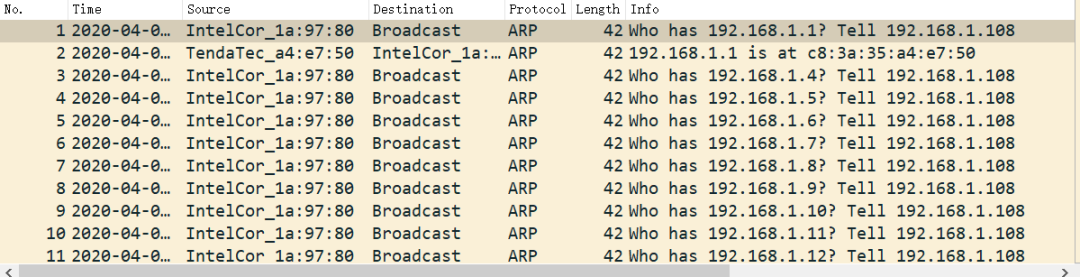 No. Time Source Destination Protocol Length Info
1 2020-04-0... IntelCor_1a:97:80 Broadcast ARP 42 Who has 192.168.1.1? Tell 192.168.1.108
2 2020-04-0... TendaTec_a4:e7:50 IntelCor_1a:... ARP 42 192.168.1.1 is at c8:3a:35:a4:e7:50
3 2020-04-0... IntelCor_1a:97:80 Broadcast ARP 42 Who has 192.168.1.4? Tell 192.168.1.108
4 2020-04-0... IntelCor_1a:97:80 Broadcast ARP 42 Who has 192.168.1.5? Tell 192.168.1.108
5 2020-04-0... IntelCor_1a:97:80 Broadcast ARP 42 Who has 192.168.1.6? Tell 192.168.1.108
6 2020-04-0... IntelCor_1a:97:80 Broadcast ARP 42 Who has 192.168.1.7? Tell 192.168.1.108
7 2020-04-0... IntelCor_1a:97:80 Broadcast ARP 42 Who has 192.168.1.8? Tell 192.168.1.108
8 2020-04-0... IntelCor_1a:97:80 Broadcast ARP 42 Who has 192.168.1.9? Tell 192.168.1.108
9 2020-04-0... IntelCor_1a:97:80 Broadcast ARP 42 Who has 192.168.1.10? Tell 192.168.1.108
10 2020-04-0... IntelCor_1a:97:80 Broadcast ARP 42 Who has 192.168.1.11? Tell 192.168.1.108
11 2020-04-0... IntelCor_1a:97:80 Broadcast ARP 42 Who has 192.168.1.12? Tell 192.168.1.108